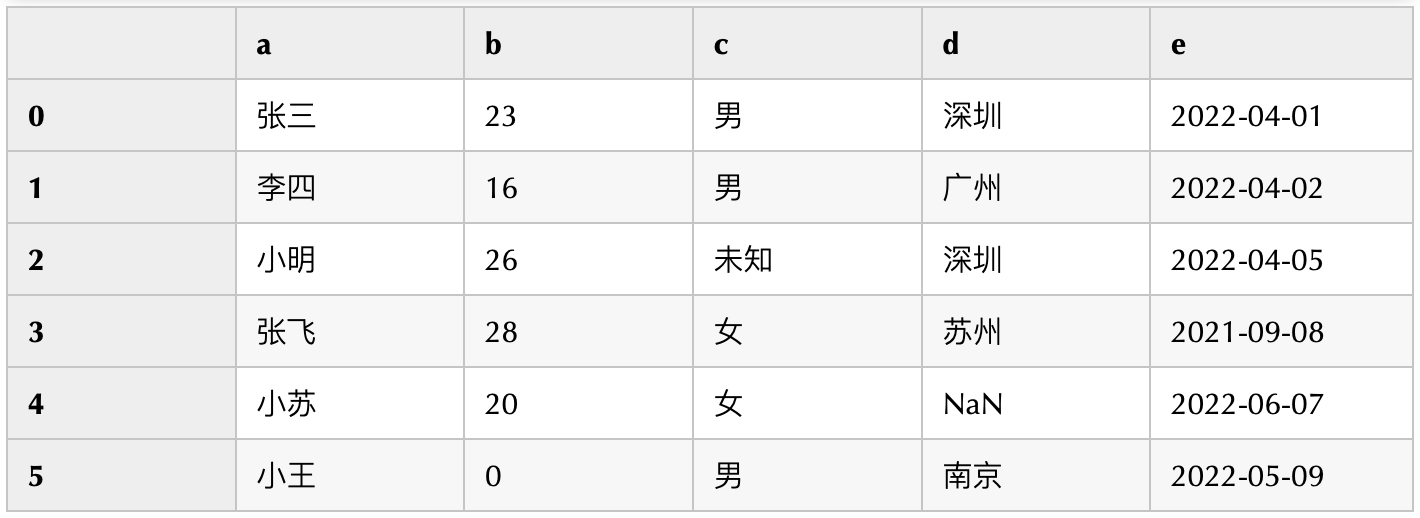 a b c d e
0 张三 23 男 深圳 2022-04-01
1 李四 16 男 广州 2022-04-02
2 小明 26 未知 深圳 2022-04-05
3 张飞 28 女 苏州 2021-09-08
4 小苏 20 女 NaN 2022-06-07
5 小王 0 男 南京 2022-05-09